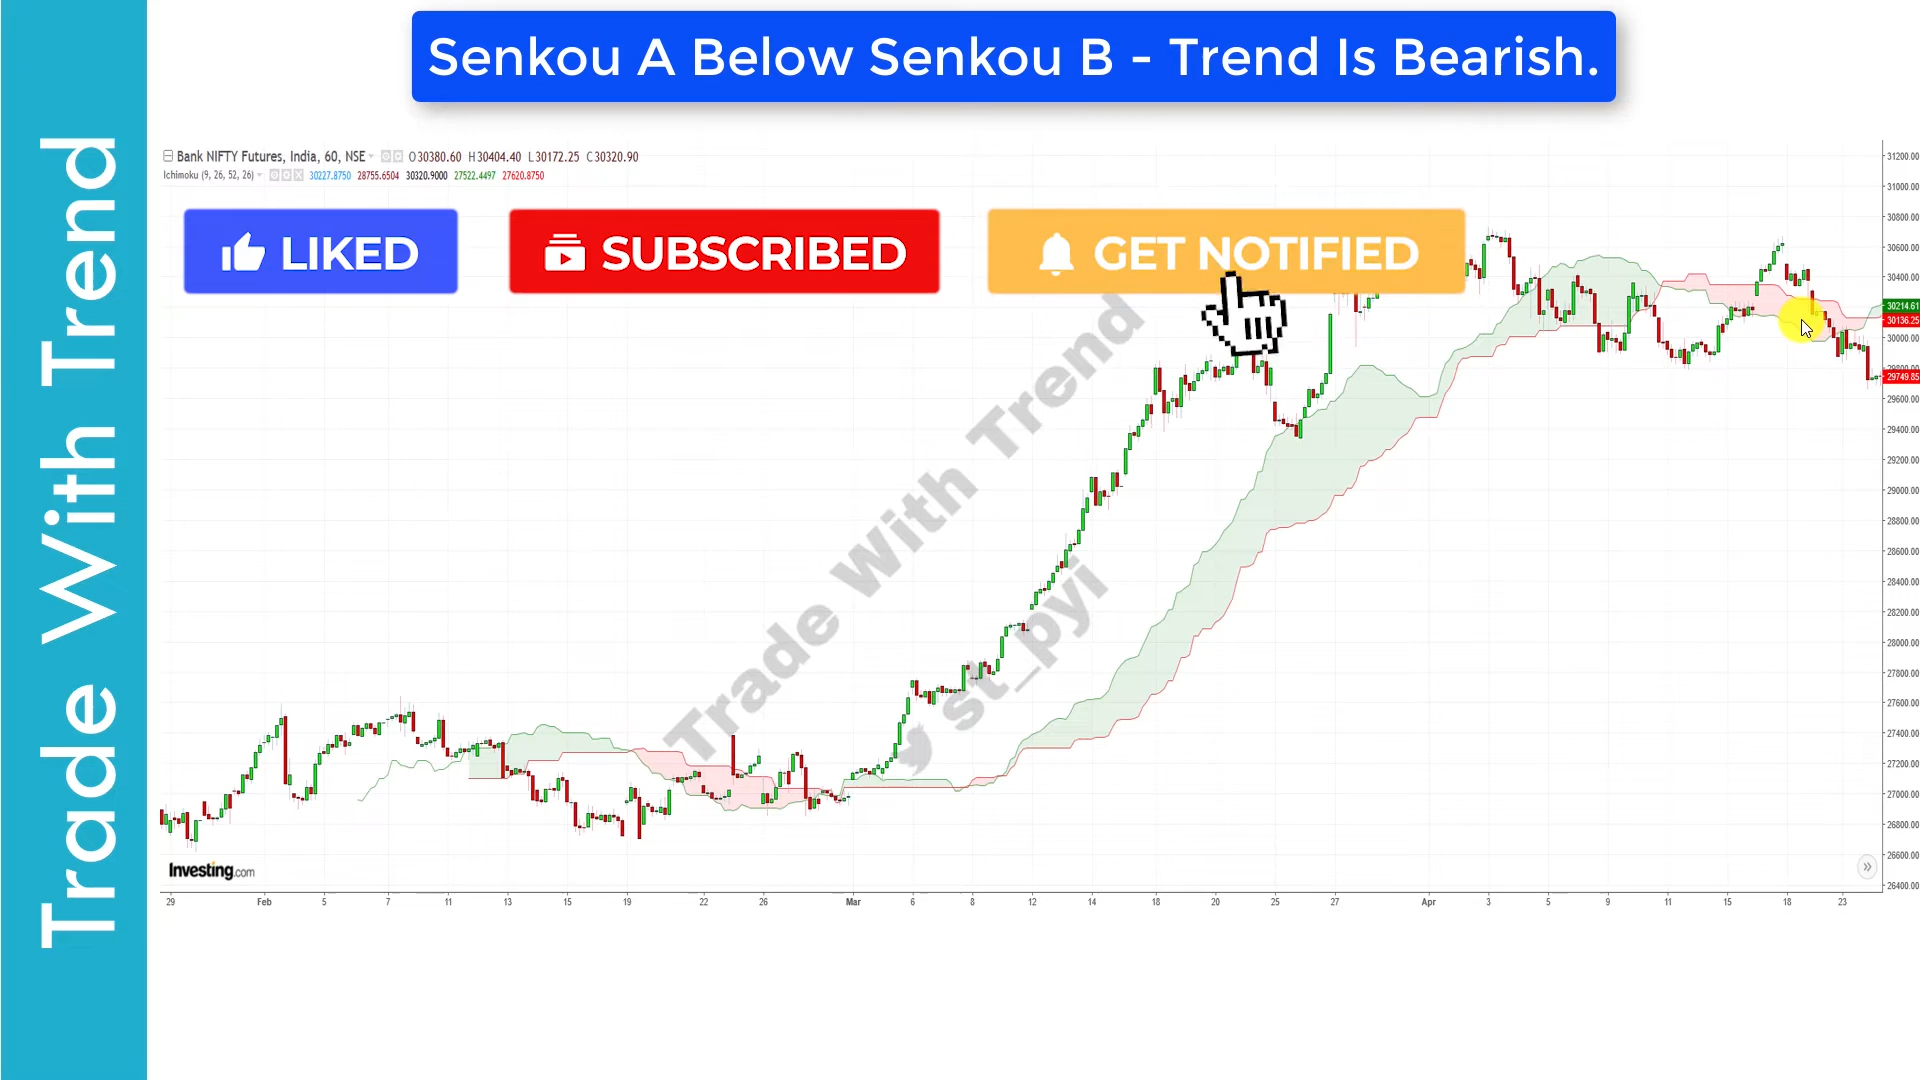 Senkou A Below Senkou B - Trend Is Bearish.
Trade With Trend
Bank NIFTY Futures, India, 60, NSE O30380.60 H30404.40 L30172.25 C30320.90
Ichimoku (9, 26, 52, 26) 30227.8750 28755.6504 30320.9000 27522.4497 27620.8750
LIKED
SUBSCRIBED
GET NOTIFIED
Trade With Trend
st_pyi
31200.00
31000.00
30800.00
30600.00
30400.00
30214.61
30136.25
30000.00
29800.00
29749.85
29600.00
29400.00
29200.00
29000.00
28800.00
28600.00
28400.00
28200.00
28000.00
27800.00
27600.00
27400.00
27200.00
27000.00
26800.00
26600.00
26400.00
Investing.com
29 Feb 5 7 11 13 15 19 22 26 Mar 6 8 12 14 18 20 25 27 Apr 3 5 9 11 15 18 23